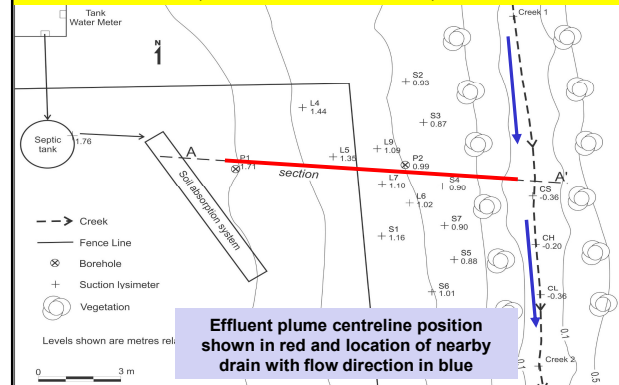 Tank
Water Meter
N
Creek 1
S2
0.93
L4
1.44
S3
0.87
Septic
tank
1.76
A
P1
1.71
L5
1.35
L9
1.09
P2
0.99
section
L7
1.10
S4
0.90
A'
CS
-0.36
Soil absorption system
L6
1.02
Creek
S1
1.16
S7
0.90
CH
-0.20
Fence Line
Borehole
S5
0.88
Suction lysimeter
S6
1.01
CL
-0.36
Vegetation
Levels shown are metres rela
Effluent plume centreline position
shown in red and location of nearby
drain with flow direction in blue
0.1
0.1
0.5
Creek 2
0
3 m